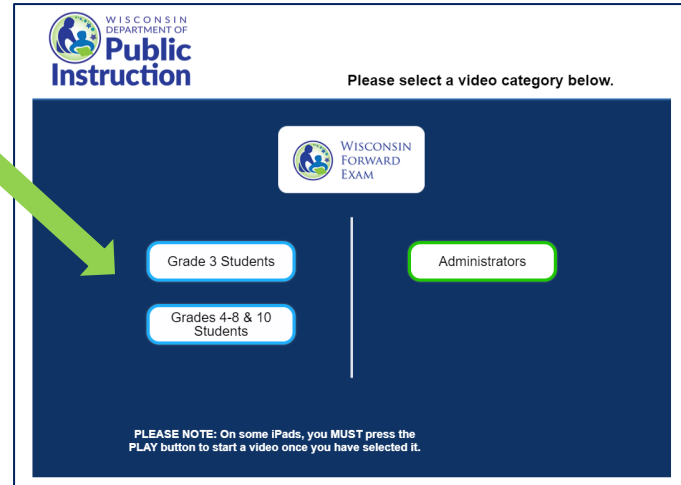 WISCONSIN
DEPARTMENT OF
Public
Instruction
Please select a video category below.
WISCONSIN
FORWARD
EXAM
Grade 3 Students
Administrators
Grades 4-8 & 10
Students
PLEASE NOTE: On some iPads, you MUST press the
PLAY button to start a video once you have selected it.